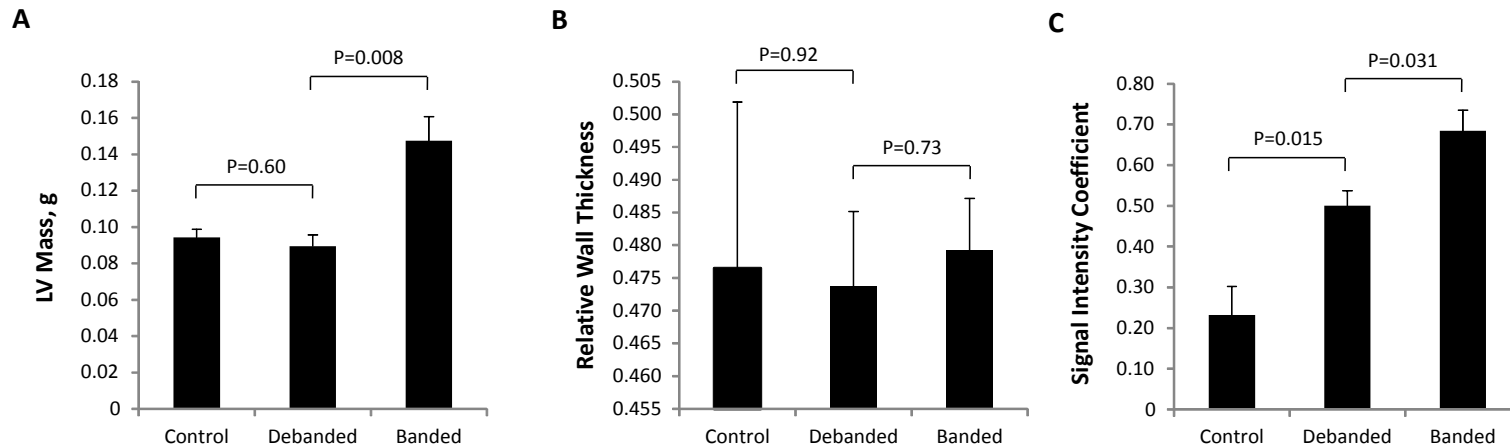 A
LV Mass, g
P=0.008
P=0.60
0.18
0.16
0.14
0.12
0.10
0.08
0.06
0.04
0.02
0
Control Debanded Banded
B
Relative Wall Thickness
P=0.92
P=0.73
0.505
0.500
0.495
0.490
0.485
0.480
0.475
0.470
0.465
0.460
0.455
Control Debanded Banded
C
Signal Intensity Coefficient
P=0.031
P=0.015
0.80
0.70
0.60
0.50
0.40
0.30
0.20
0.10
0
Control Debanded Banded